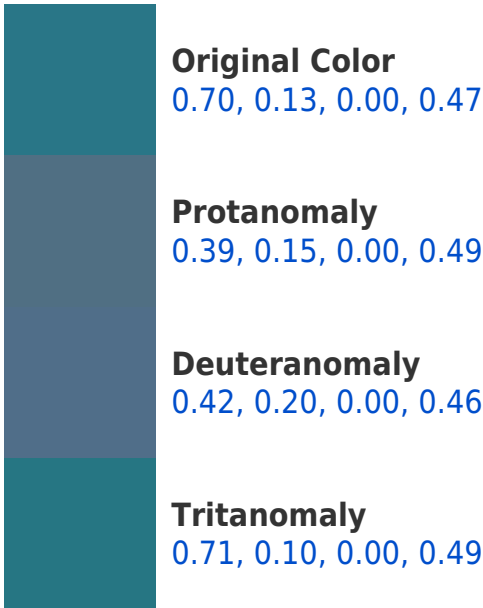 Original Color
0.70, 0.13, 0.00, 0.47
Protanomaly
0.39, 0.15, 0.00, 0.49
Deuteranomaly
0.42, 0.20, 0.00, 0.46
Tritanomaly
0.71, 0.10, 0.00, 0.49